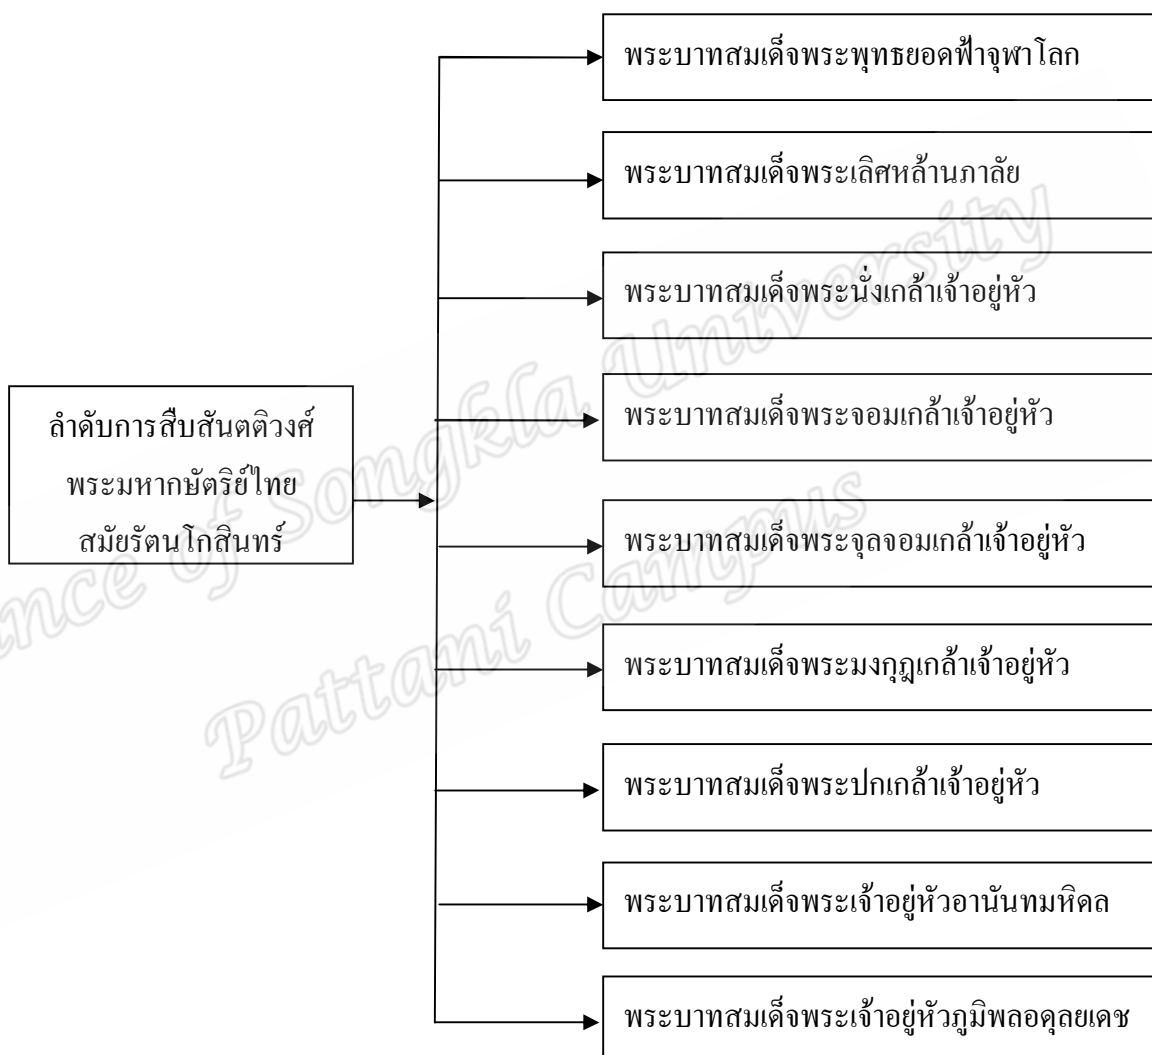 พระบาทสมเด็จพระพุทธยอดฟ้าจุฬาโลก
พระบาทสมเด็จพระเลิศหล้านภาลัย
พระบาทสมเด็จพระนั่งเกล้าเจ้าอยู่หัว
พระบาทสมเด็จพระจอมเกล้าเจ้าอยู่หัว
ลำดับการสืบสันตติวงศ์
พระมหากษัตริย์ไทย
สมัยรัตนโกสินทร์
พระบาทสมเด็จพระจุลจอมเกล้าเจ้าอยู่หัว
พระบาทสมเด็จพระมงกุฎเกล้าเจ้าอยู่หัว
พระบาทสมเด็จพระปกเกล้าเจ้าอยู่หัว
พระบาทสมเด็จพระเจ้าอยู่หัวอานันทมหิดล
พระบาทสมเด็จพระเจ้าอยู่หัวภูมิพลอดุลยเดช
of Songkla University
Pattani Campus